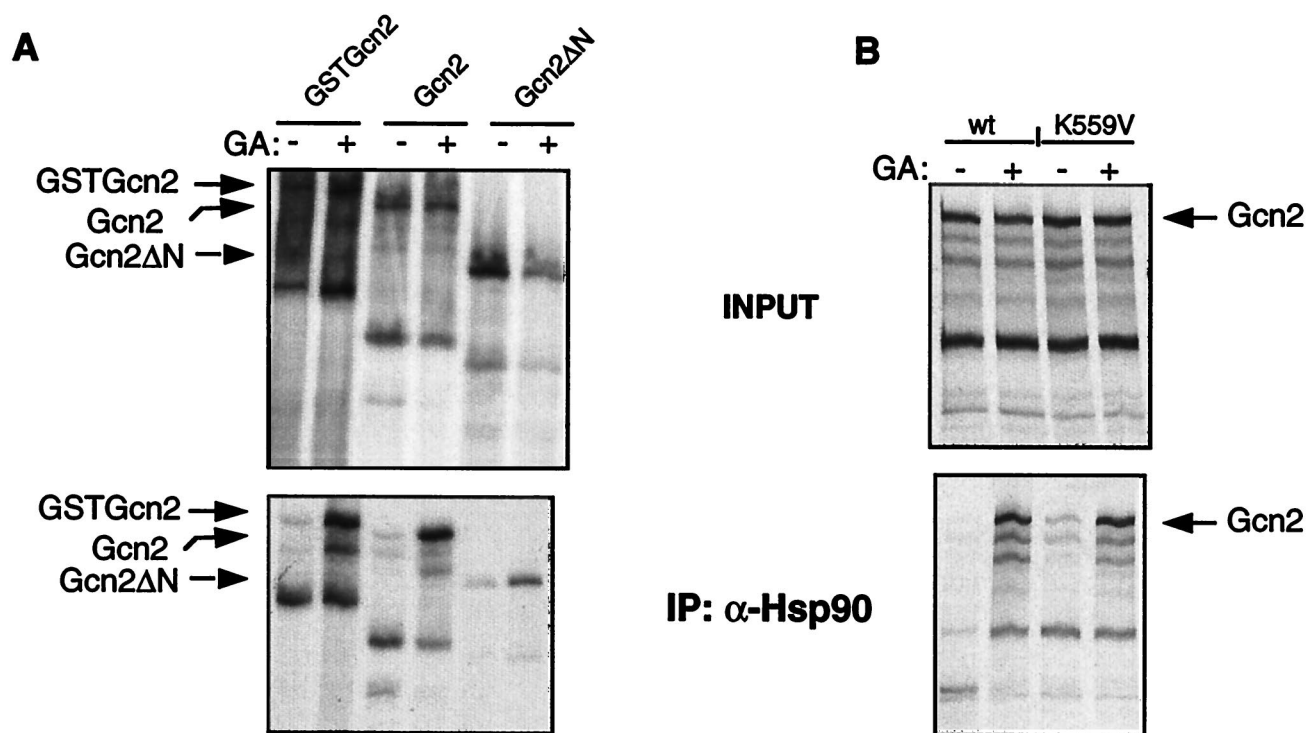 A
GSTGcn2
Gcn2
Gcn2ΔN
GA: - + - + - +
GSTGcn2
Gcn2
Gcn2ΔN
GSTGcn2
Gcn2
Gcn2ΔN
B
wt K559V
GA: - + - +
Gcn2
INPUT
Gcn2
IP: α-Hsp90